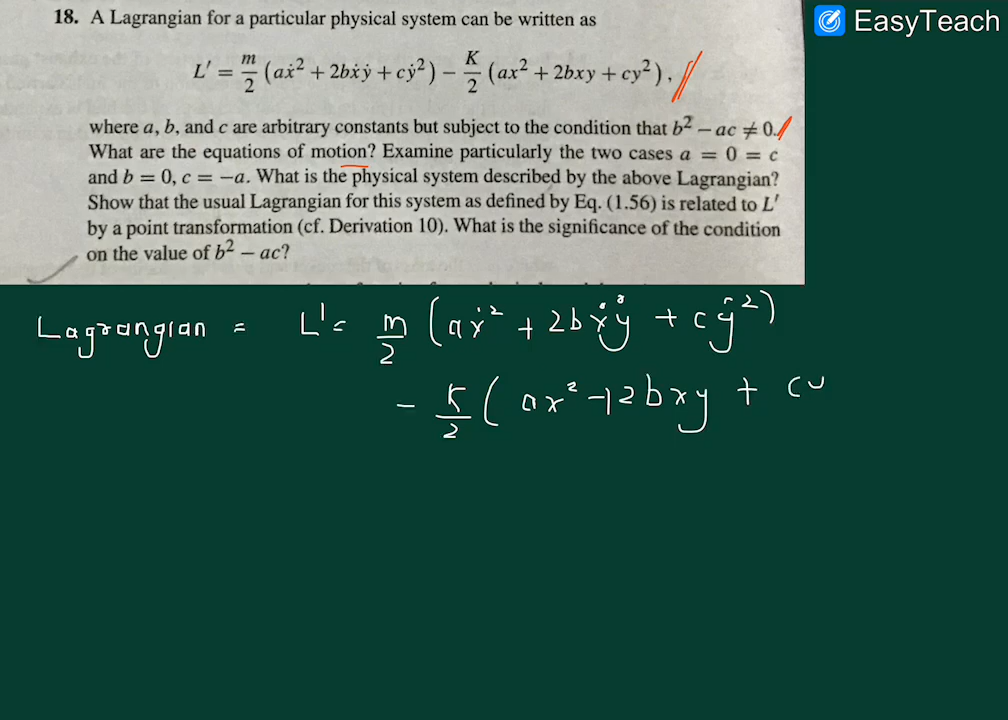 18. A Lagrangian for a particular physical system can be written as
EasyTeach
L′ = m/2 (aẋ² + 2bẋẏ + cẏ²) − K/2 (ax² + 2bxy + cy²),
where a, b, and c are arbitrary constants but subject to the condition that b² − ac ≠ 0.
What are the equations of motion? Examine particularly the two cases a = 0 = c
and b = 0, c = −a. What is the physical system described by the above Lagrangian?
Show that the usual Lagrangian for this system as defined by Eq. (1.56) is related to L′
by a point transformation (cf. Derivation 10). What is the significance of the condition
on the value of b² − ac?
Lagrangian = L' = m/2 (aẋ² + 2bẋẏ + cẏ²)
− K/2 (ax² + 2bxy + c